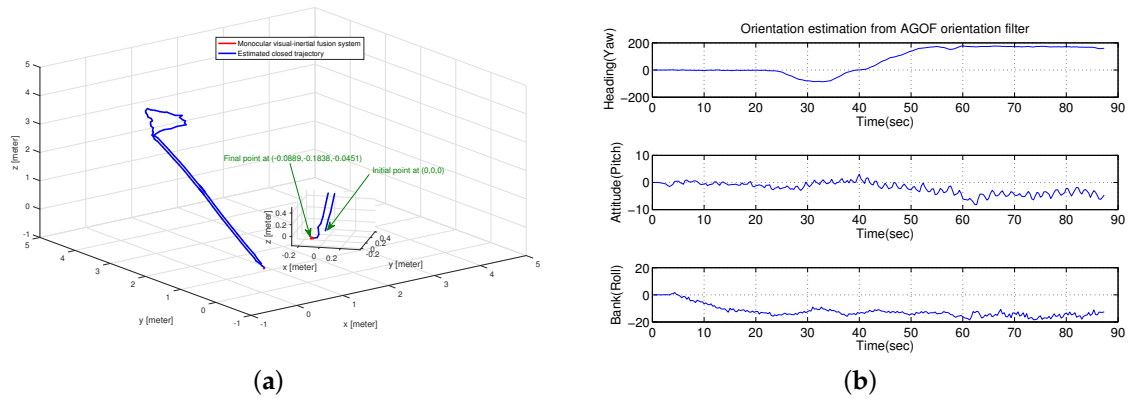 Monocular visual-inertial fusion system
Estimated closed trajectory
5
4
3
2
1
0
-1
z [meter]
4
3
2
1
0
-1
y [meter]
-1
0
1
2
3
4
5
x [meter]
Final point at (-0.0889,-0.1838,-0.0451)
Initial point at (0,0,0)
0.4
0.2
0
z [meter]
-0.2
0
0.2
x [meter]
-0.2
0
0.2
0.4
y [meter]
(a)
Orientation estimation from AGOF orientation filter
Heading(Yaw)
200
0
−200
0 10 20 30 40 50 60 70 80 90
Time(sec)
Attitude(Pitch)
10
0
−10
0 10 20 30 40 50 60 70 80 90
Time(sec)
Bank(Roll)
20
0
−20
0 10 20 30 40 50 60 70 80 90
Time(sec)
(b)